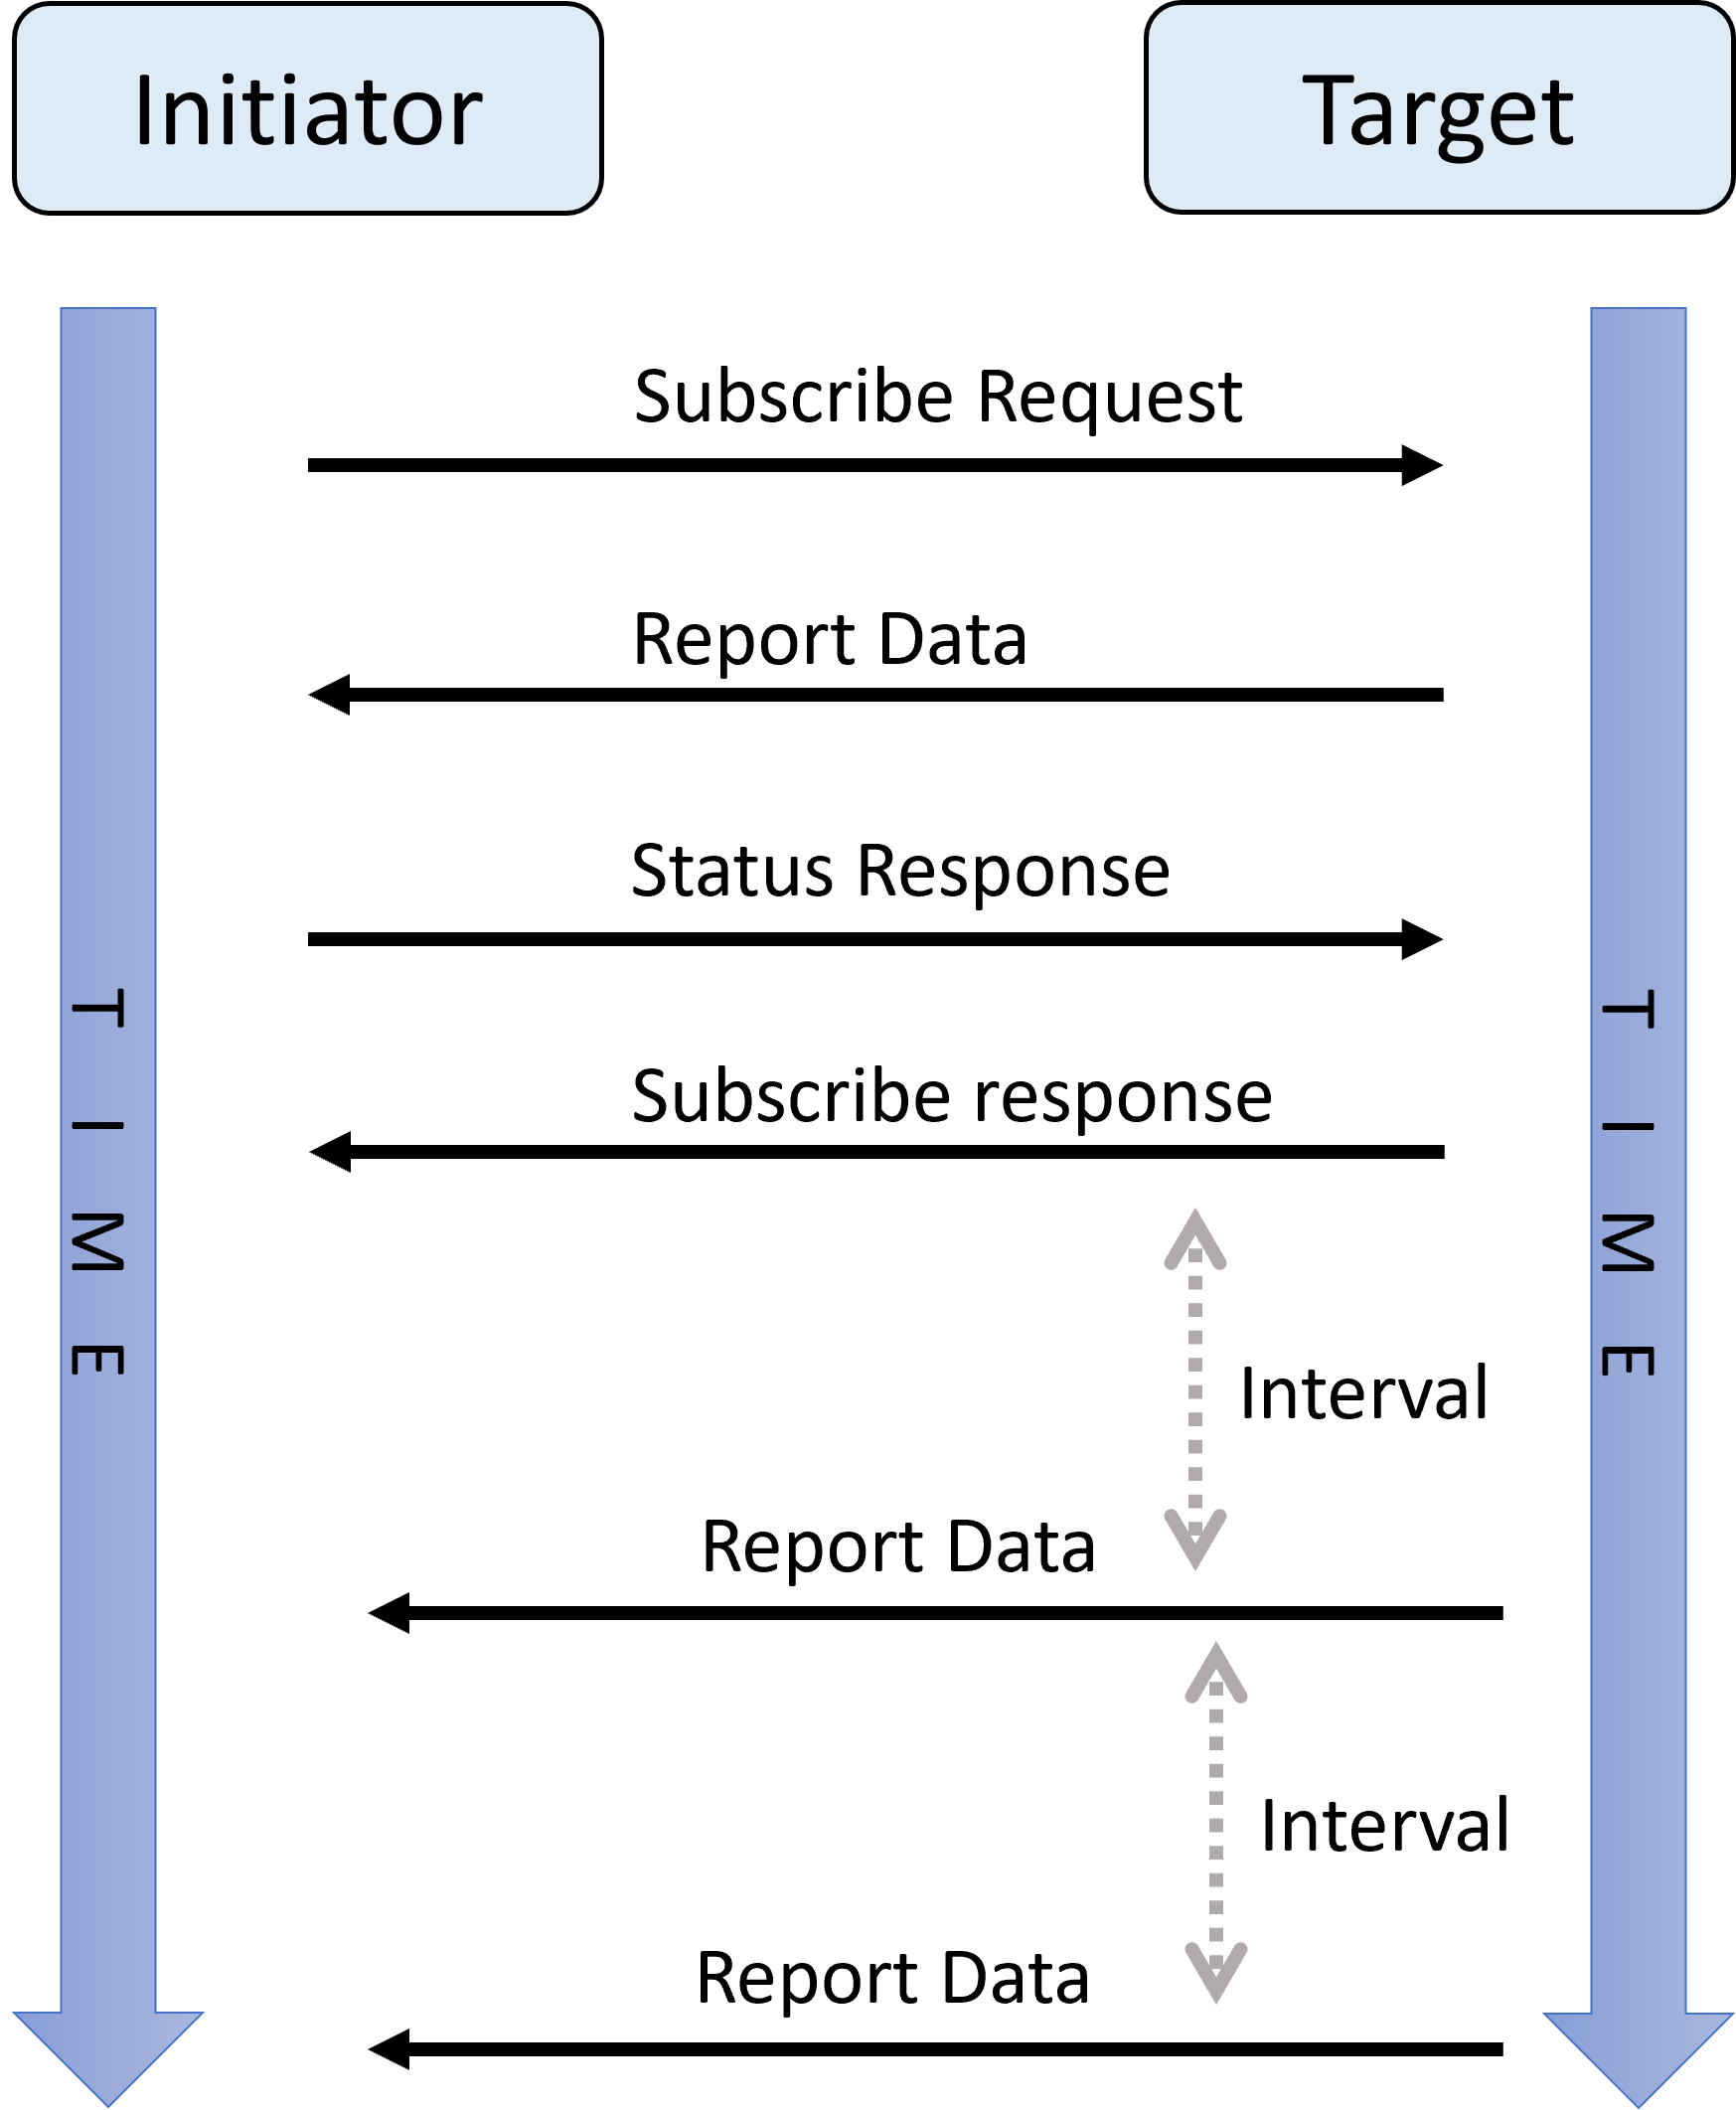 Initiator
Target
Subscribe Request
Report Data
Status Response
Subscribe response
TIME
TIME
Interval
Report Data
Interval
Report Data